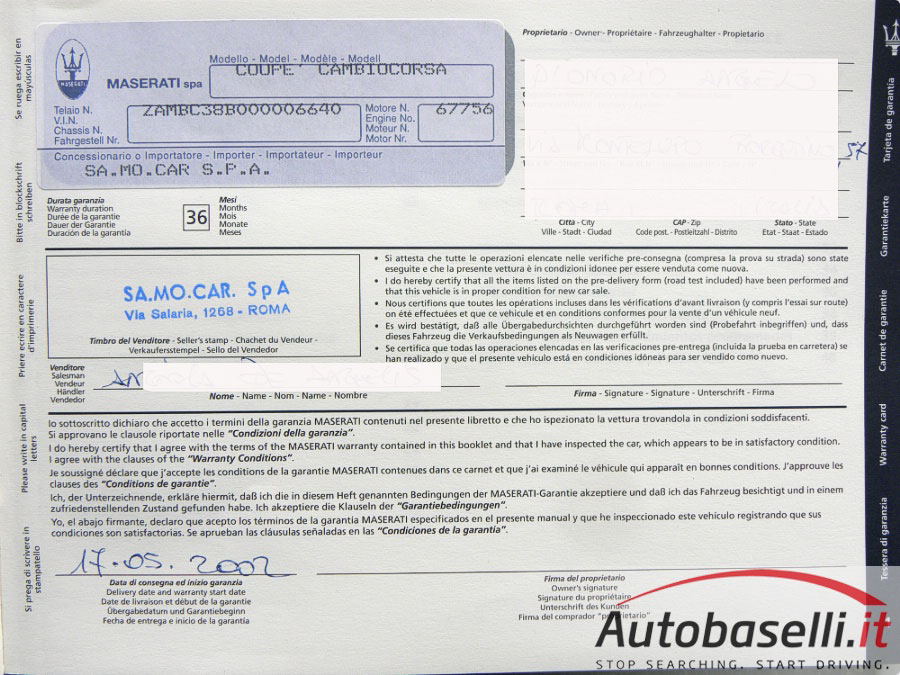 Modello - Model - Modèle - Modell
MASERATI spa
COUPE' CAMBIOCORSA
Telaio N.
V.I.N.
Chassis N.
Fahrgestell Nr.
ZAMBC38B000006640
Motore N.
Engine No.
Moteur N.
Motor Nr.
67756
Concessionario o Importatore - Importer - Importateur - Importeur
SA.MO.CAR S.P.A.
Proprietario - Owner - Propriétaire - Fahrzeughalter - Propietario
57
Città - City
Ville - Stadt - Ciudad
CAP - Zip
Code post. - Postleitzahl - Distrito
Stato - State
Etat - Staat - Estado
Durata garanzia
Warranty duration
Durée de la garantie
Dauer der Garantie
Duración de la garantía
36
Mesi
Months
Mois
Monate
Meses
SA.MO.CAR. SpA
Via Salaria, 1268 - ROMA
Timbro del Venditore - Seller's stamp - Chachet du Vendeur -
Verkaufersstempel - Sello del Vendedor
• Si attesta che tutte le operazioni elencate nelle verifiche pre-consegna (compresa la prova su strada) sono state
eseguite e che la presente vettura è in condizioni idonee per essere venduta come nuova.
• I do hereby certify that all the items listed on the pre-delivery form (road test included) have been performed and
that this vehicle is in proper condition for new car sale.
• Nous certifions que toutes les opérations incluses dans les vérifications d'avant livraison (y compris l'essai sur route)
on été effectuées et que ce vehicule et en conditions conformes pour la vente d'un véhicule neuf.
• Es wird bestätigt, daß alle Übergabedurchsichten durchgeführt worden sind (Probefahrt inbegriffen) und, dass
dieses Fahrzeug die Verkaufsbedingungen als Neuwagen erfüllt.
• Se certifica que todas las operaciones elencadas en las verificaciones pre-entrega (incluida la prueba en carretera) se
han realizado y que el presente vehículo está en condiciones idóneas para ser vendido como nuevo.
Venditore
Salesman
Vendeur
Händler
Vendedor
Nome - Name - Nom - Name - Nombre
Firma - Signature - Signature - Unterschrift - Firma
Io sottoscritto dichiaro che accetto i termini della garanzia MASERATI contenuti nel presente libretto e che ho ispezionato la vettura trovandola in condizioni soddisfacenti.
Si approvano le clausole riportate nelle "Condizioni della garanzia".
I do hereby certify that I agree with the terms of the MASERATI warranty contained in this booklet and that I have inspected the car, which appears to be in satisfactory condition.
I agree with the clauses of the "Warranty Conditions".
Je soussigné déclare que j'accepte les conditions de la garantie MASERATI contenues dans ce carnet et que j'ai examiné le véhicule qui apparaît en bonnes conditions. J'approuve les
clauses des "Conditions de garantie".
Ich, der Unterzeichnende, erkläre hiermit, daß ich die in diesem Heft genannten Bedingungen der MASERATI-Garantie akzeptiere und daß ich das Fahrzeug besichtigt und in einem
zufriedenstellenden Zustand gefunden habe. Ich akzeptiere die Klauseln der "Garantiebedingungen".
Yo, el abajo firmante, declaro que acepto los términos de la garantía MASERATI especificados en el presente manual y que he inspeccionado este vehículo registrando que sus
condiciones son satisfactorias. Se aprueban las cláusulas señaladas en las "Condiciones de la garantía".
17.05.2002
Data di consegna ed inizio garanzia
Delivery date and warranty start date
Date de livraison et début de la garantie
Übergabedatum und Garantiebeginn
Fecha de entrega e inicio de la garantía
Firma del proprietario
Owner's signature
Signature du propriétaire
Unterschrift des Kunden
Firma del comprador "proprietario"
Se ruega escribir en
mayúsculas
Bitte in blockschrift
schreiben
Priere ecrire en caractere
d'imprimerie
Please write in capital
letters
Si prega di scrivere in
stampatello
Tarjeta de garantia
Garantiekarte
Carnet de garantie
Warranty card
Tessera di garanzia
Autobaselli.it
STOP SEARCHING. START DRIVING.